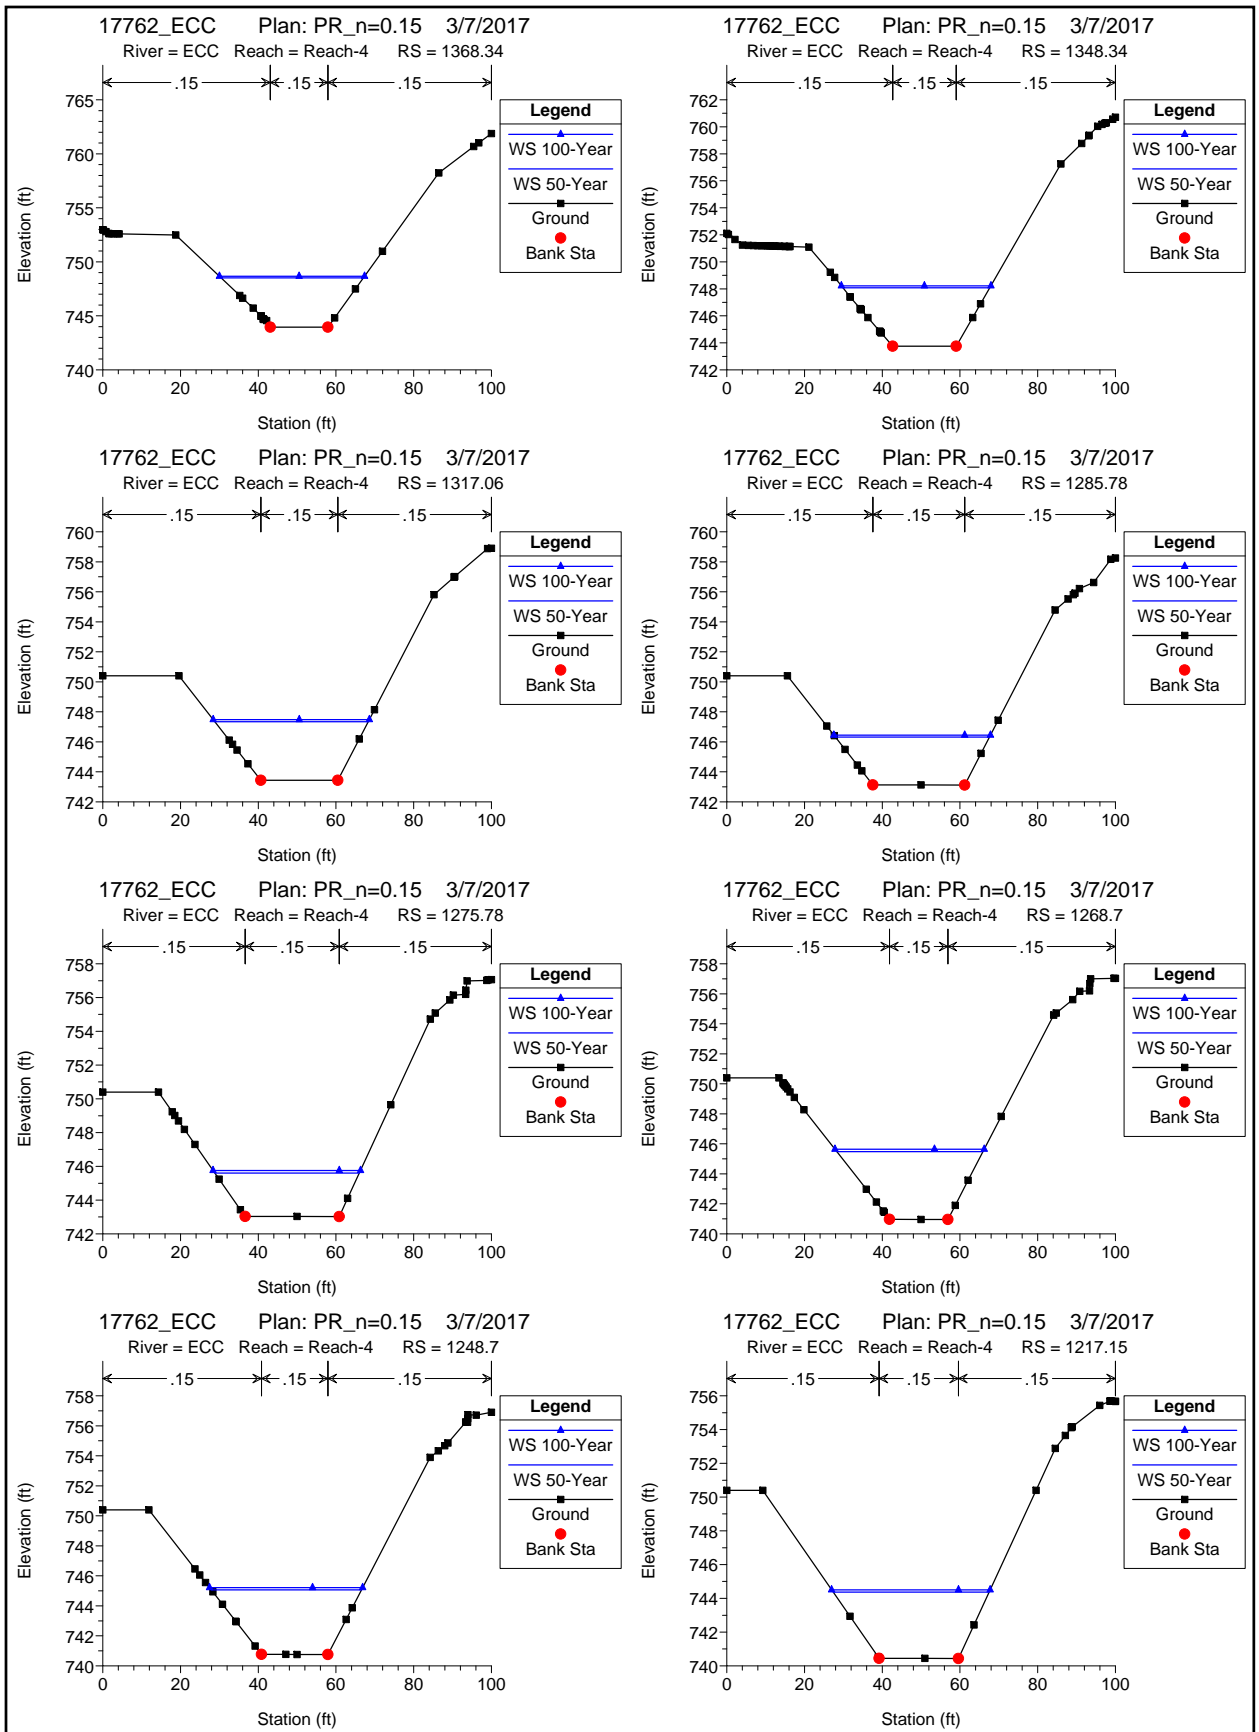 17762_ECC Plan: PR_n=0.15 3/7/2017
River = ECC Reach = Reach-4 RS = 1368.34
.15 .15 .15
Legend
WS 100-Year
WS 50-Year
Ground
Bank Sta
765
760
755
750
745
740
Elevation (ft)
0 20 40 60 80 100
Station (ft)
17762_ECC Plan: PR_n=0.15 3/7/2017
River = ECC Reach = Reach-4 RS = 1348.34
.15 .15 .15
Legend
WS 100-Year
WS 50-Year
Ground
Bank Sta
762
760
758
756
754
752
750
748
746
744
742
Elevation (ft)
0 20 40 60 80 100
Station (ft)
17762_ECC Plan: PR_n=0.15 3/7/2017
River = ECC Reach = Reach-4 RS = 1317.06
.15 .15 .15
Legend
WS 100-Year
WS 50-Year
Ground
Bank Sta
760
758
756
754
752
750
748
746
744
742
Elevation (ft)
0 20 40 60 80 100
Station (ft)
17762_ECC Plan: PR_n=0.15 3/7/2017
River = ECC Reach = Reach-4 RS = 1285.78
.15 .15 .15
Legend
WS 100-Year
WS 50-Year
Ground
Bank Sta
760
758
756
754
752
750
748
746
744
742
Elevation (ft)
0 20 40 60 80 100
Station (ft)
17762_ECC Plan: PR_n=0.15 3/7/2017
River = ECC Reach = Reach-4 RS = 1275.78
.15 .15 .15
Legend
WS 100-Year
WS 50-Year
Ground
Bank Sta
758
756
754
752
750
748
746
744
742
Elevation (ft)
0 20 40 60 80 100
Station (ft)
17762_ECC Plan: PR_n=0.15 3/7/2017
River = ECC Reach = Reach-4 RS = 1268.7
.15 .15 .15
Legend
WS 100-Year
WS 50-Year
Ground
Bank Sta
758
756
754
752
750
748
746
744
742
740
Elevation (ft)
0 20 40 60 80 100
Station (ft)
17762_ECC Plan: PR_n=0.15 3/7/2017
River = ECC Reach = Reach-4 RS = 1248.7
.15 .15 .15
Legend
WS 100-Year
WS 50-Year
Ground
Bank Sta
758
756
754
752
750
748
746
744
742
740
Elevation (ft)
0 20 40 60 80 100
Station (ft)
17762_ECC Plan: PR_n=0.15 3/7/2017
River = ECC Reach = Reach-4 RS = 1217.15
.15 .15 .15
Legend
WS 100-Year
WS 50-Year
Ground
Bank Sta
756
754
752
750
748
746
744
742
740
Elevation (ft)
0 20 40 60 80 100
Station (ft)